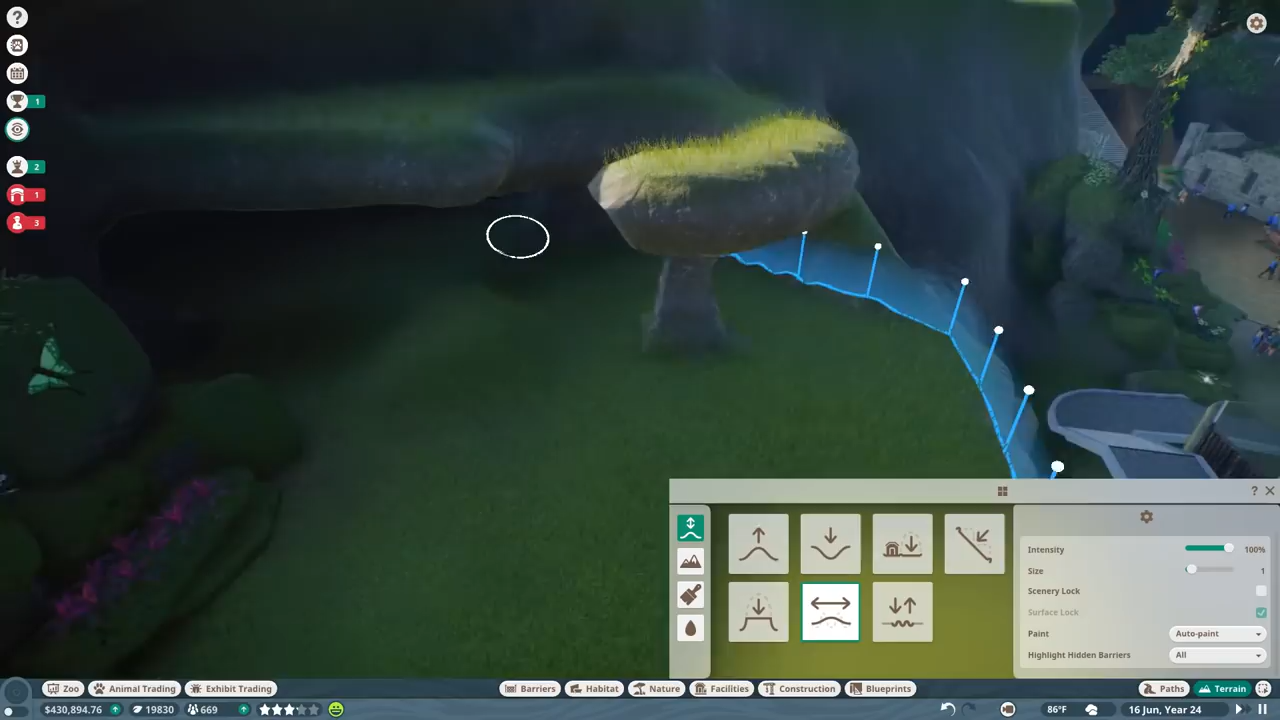 ?
1
2
1
3
? 
Intensity 100%
Size 1
Scenery Lock
Surface Lock
Paint Auto-paint
Highlight Hidden Barriers All
Zoo Animal Trading Exhibit Trading Barriers Habitat Nature Facilities Construction Blueprints Paths Terrain
$430,894.76 19830 669 86°F 16 Jun, Year 24